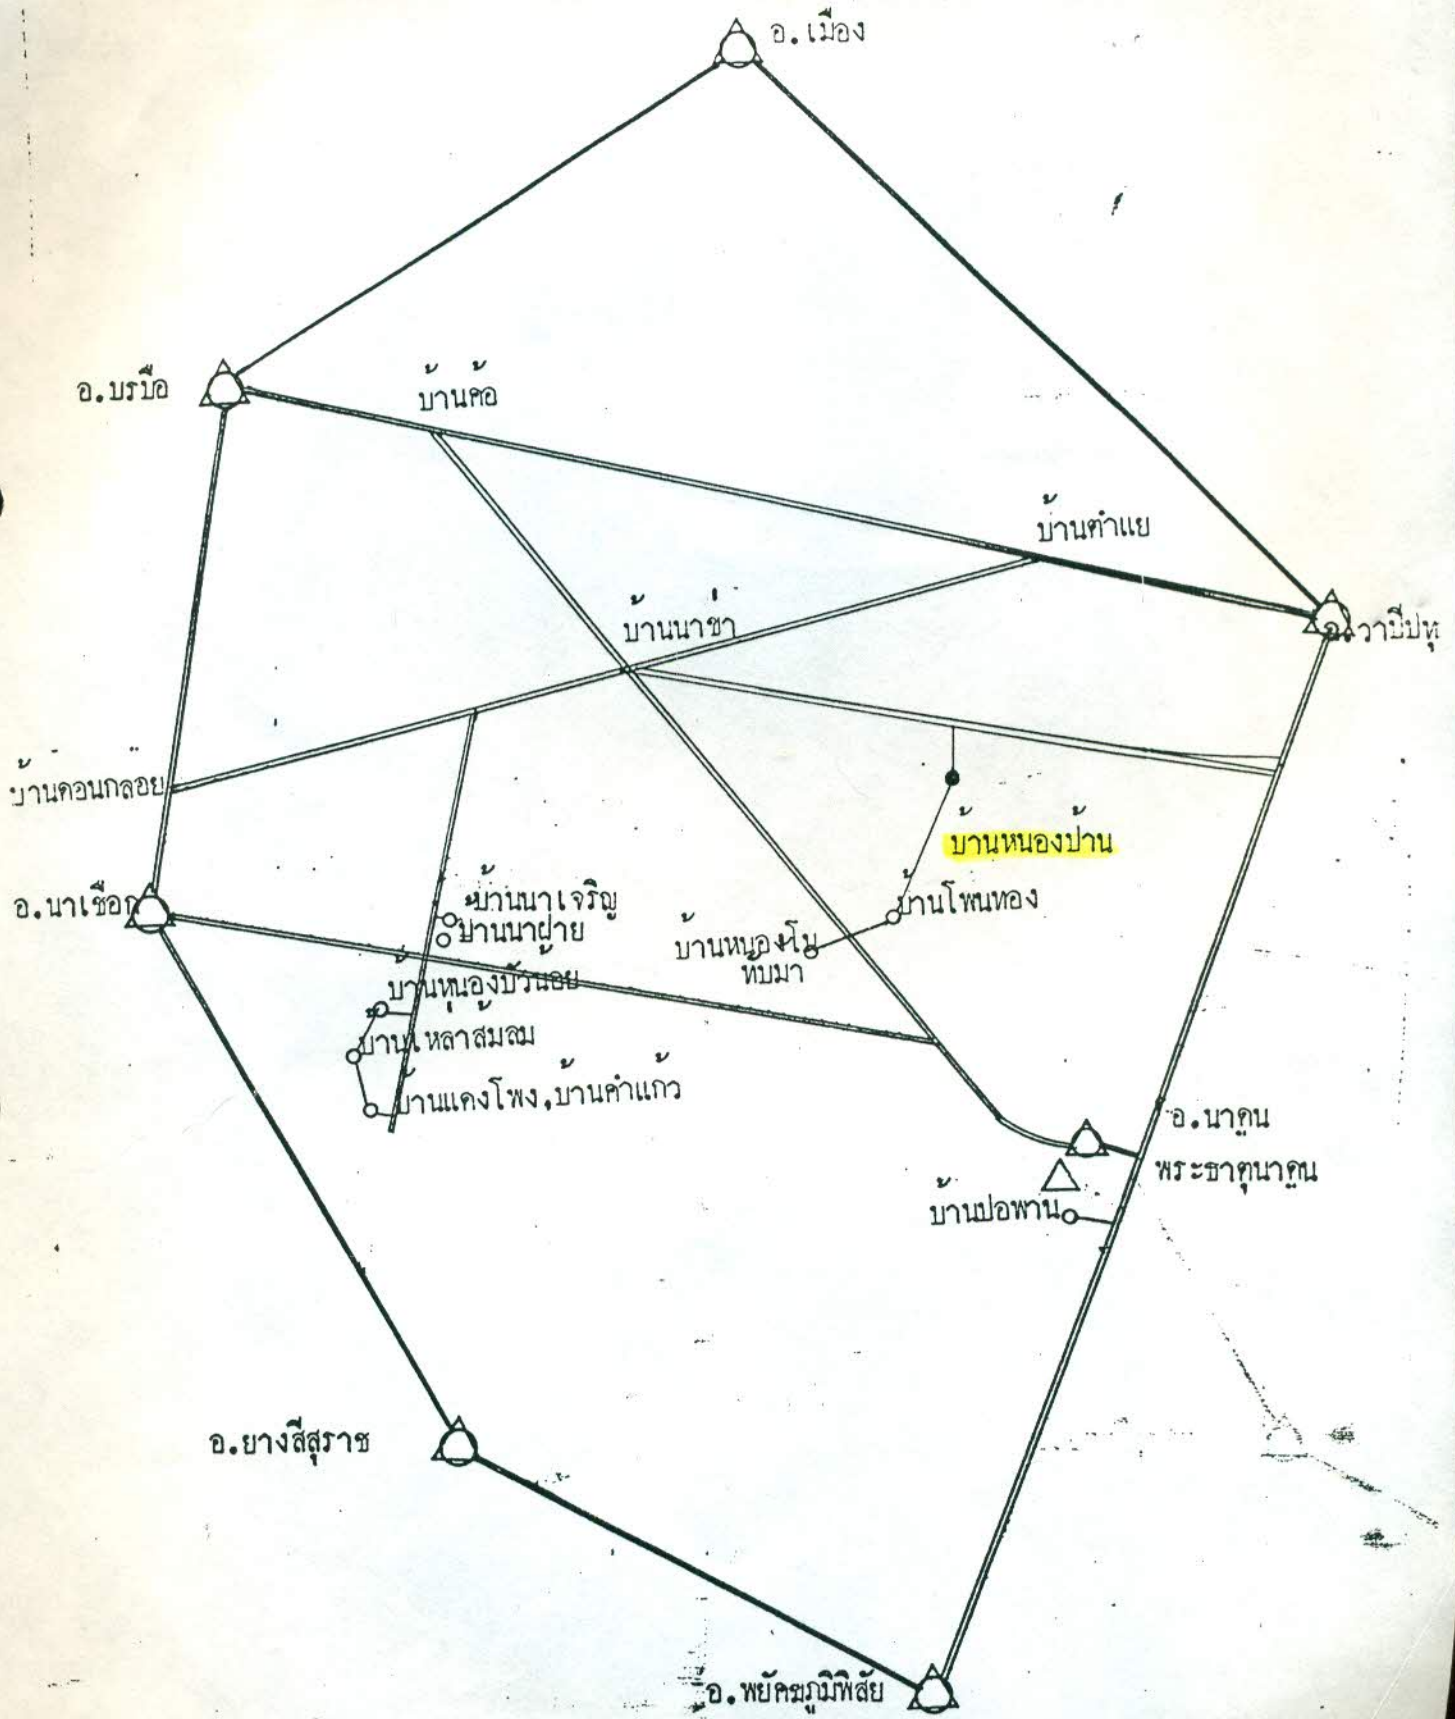 อ.เมือง
อ.บรบือ
บ้านค้อ
บ้านตำแย
บ้านนาข่า
อ.วาปีปทุ
บ้านดอนกลอย
บ้านหนองป้าน
อ.นาเชือก
บ้านนาเจริญ
บ้านนาฝาย
บ้านโพนทอง
บ้านหนองโน
ทับมา
บ้านหนองบัวน้อย
บ้านเหล่าส้มลม
บ้านแดงโพง,บ้านคำแก้ว
อ.นาดูน
พระธาตุนาดูน
บ้านปอพาน
อ.ยางสีสุราช
อ.พยัคฆภูมิพิสัย